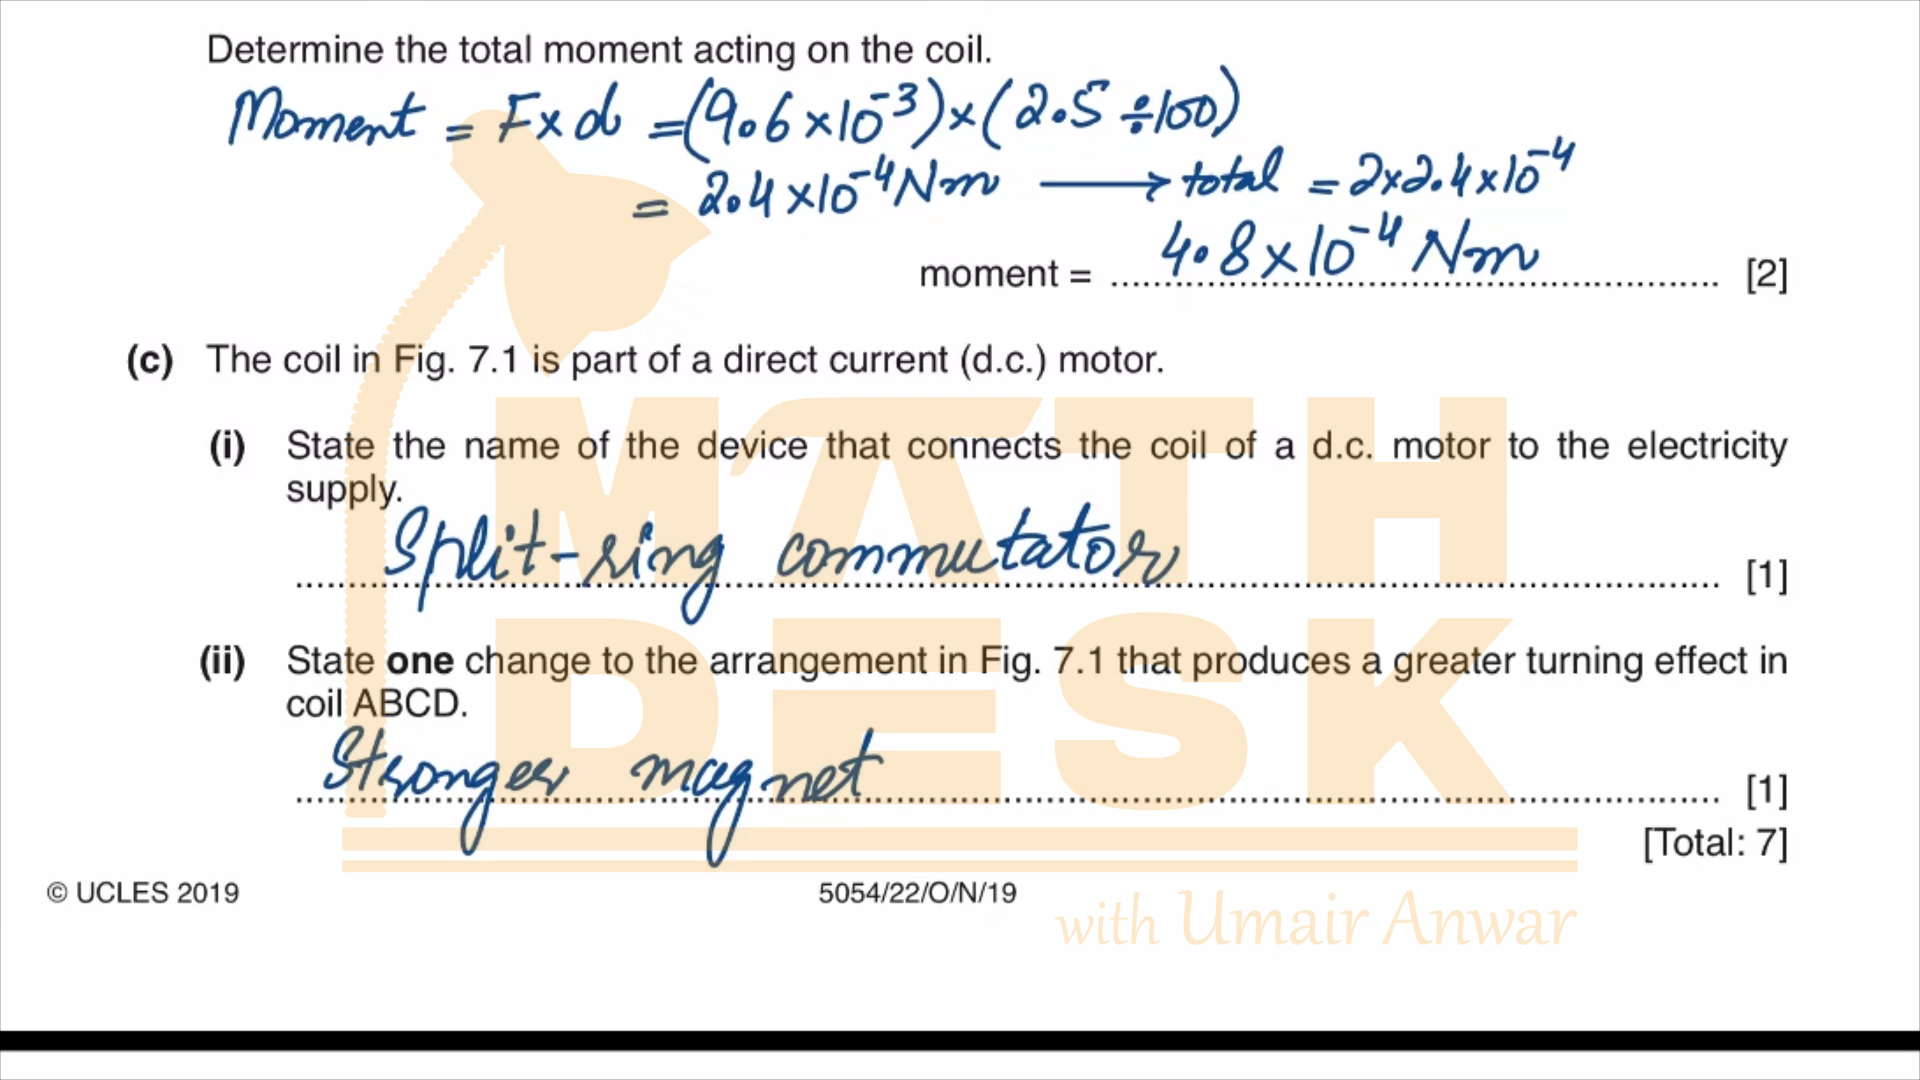 Determine the total moment acting on the coil.
Moment = F x d = (9.6 x 10⁻³) x (2.5 ÷ 100)
= 2.4 x 10⁻⁴ Nm → total = 2 x 2.4 x 10⁻⁴
moment = 4.8 x 10⁻⁴ Nm [2]
(c) The coil in Fig. 7.1 is part of a direct current (d.c.) motor.
(i) State the name of the device that connects the coil of a d.c. motor to the electricity
supply.
Split-ring commutator [1]
(ii) State one change to the arrangement in Fig. 7.1 that produces a greater turning effect in
coil ABCD.
Stronger magnet [1]
[Total: 7]
© UCLES 2019 5054/22/O/N/19
MATH
DESK
with Umair Anwar